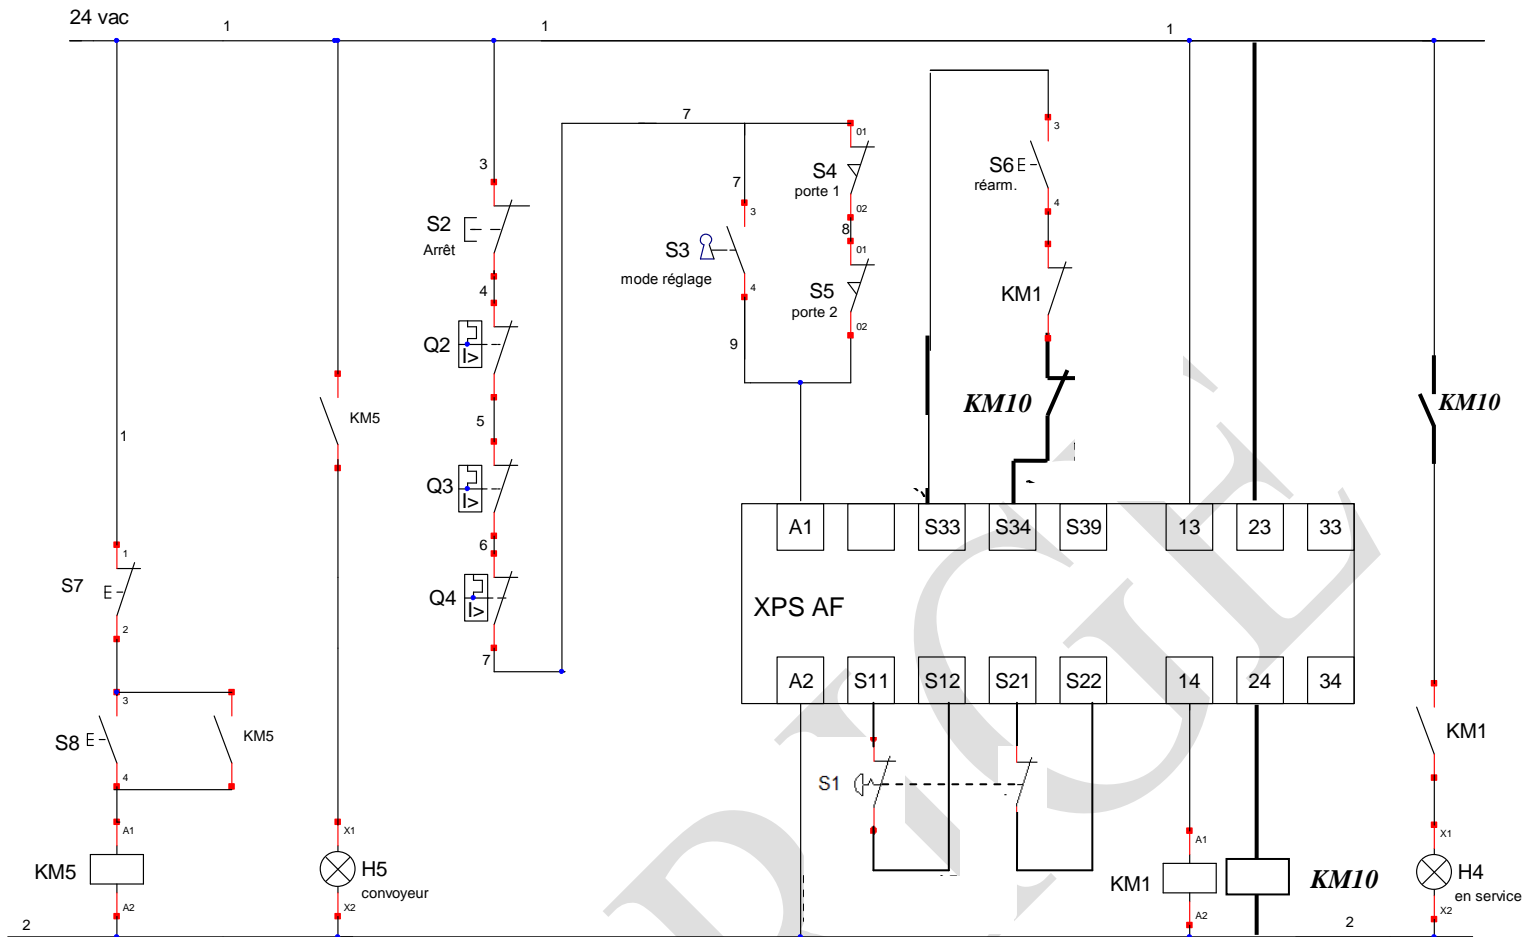 24 vac
1
1
1
7
3
01
3
S4
S6 E
porte 1
réarm.
3
7
02
4
3
8
S2
01
Arrêt
S3
KM1
mode réglage
S5
4
4
porte 2
Q2
I>
9
02
KM10
KM10
KM5
5
1
Q3
I>
A1
S33
S34
S39
13
23
33
6
1
S7
E
Q4
I>
XPS AF
2
7
A2
S11
S12
S21
S22
14
24
34
3
S8 E
KM5
KM1
4
S1
A1
X1
A1
X1
KM5
H5
convoyeur
KM1
KM10
H4
en service
A2
X2
A2
X2
2
2
RIGÉ